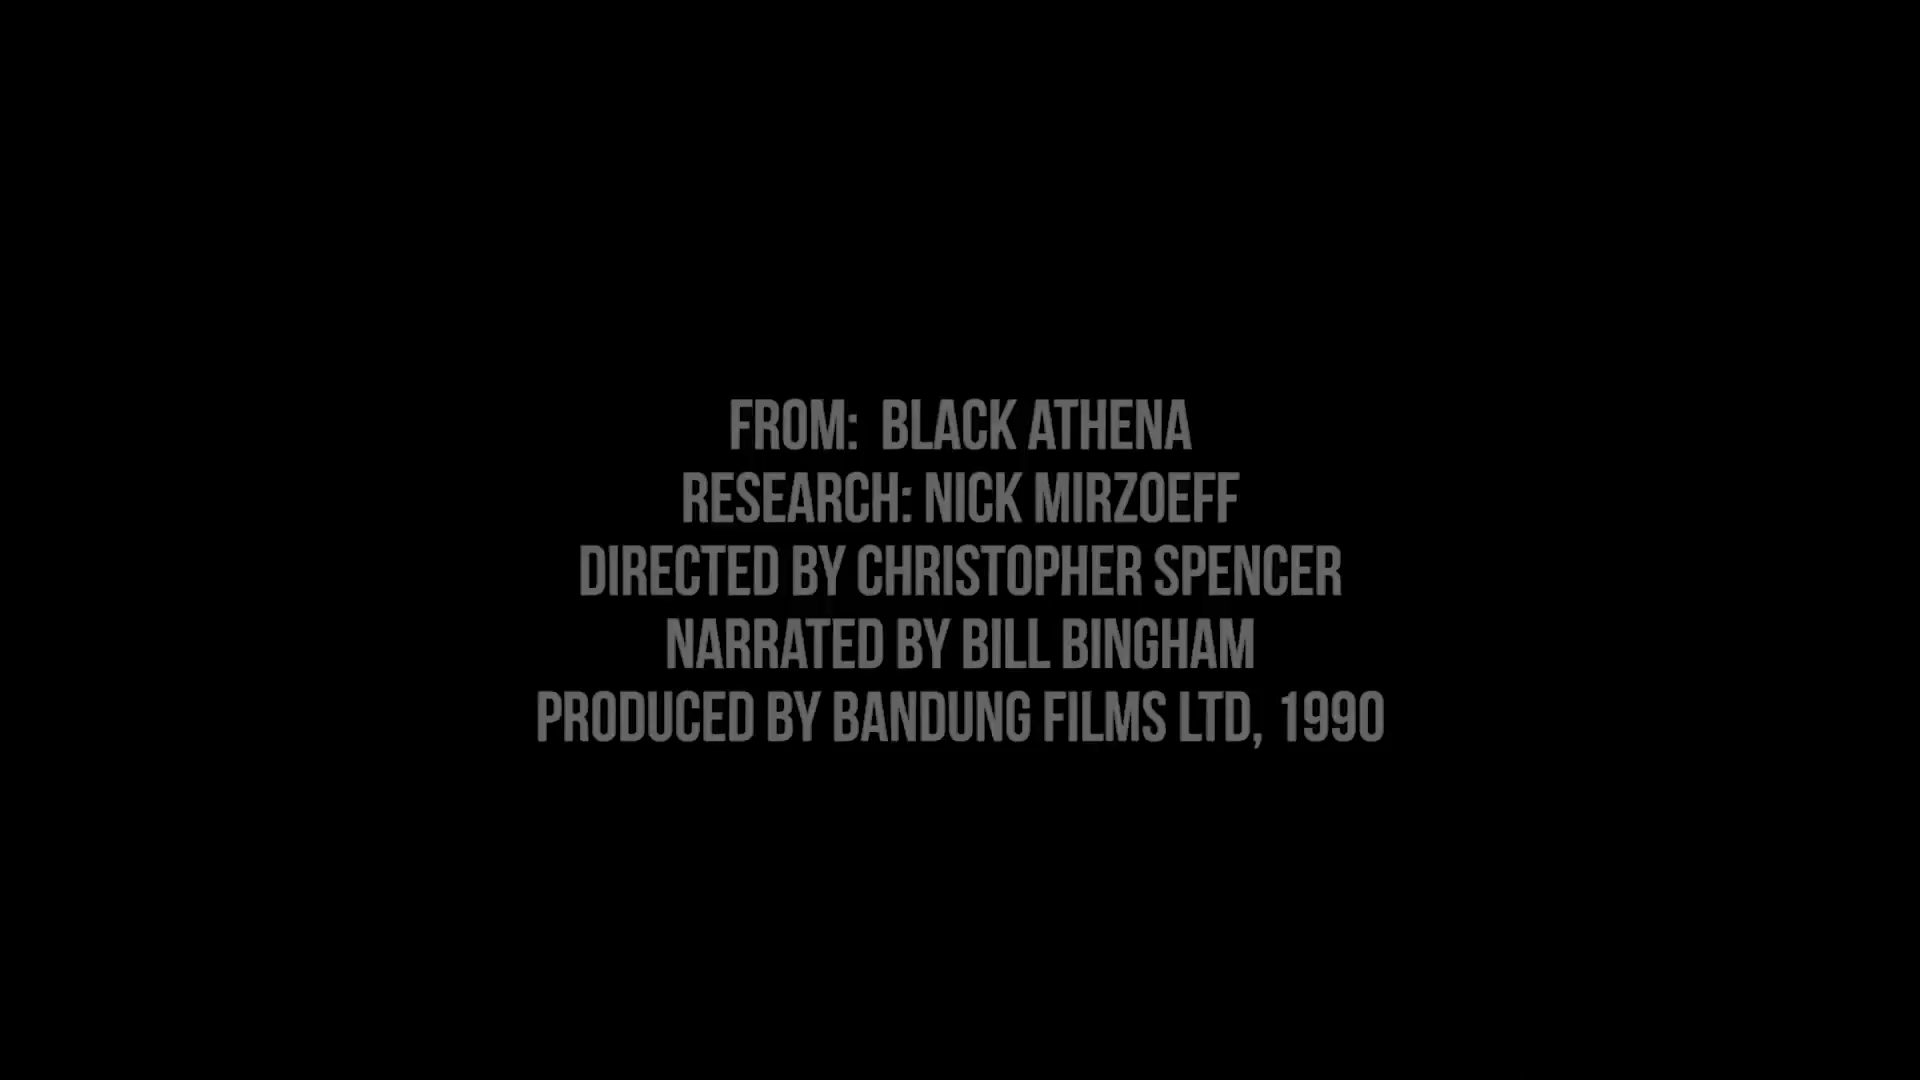 FROM:  BLACK ATHENA
RESEARCH: NICK MIRZOEFF
DIRECTED BY CHRISTOPHER SPENCER
NARRATED BY BILL BINGHAM
PRODUCED BY BANDUNG FILMS LTD, 1990